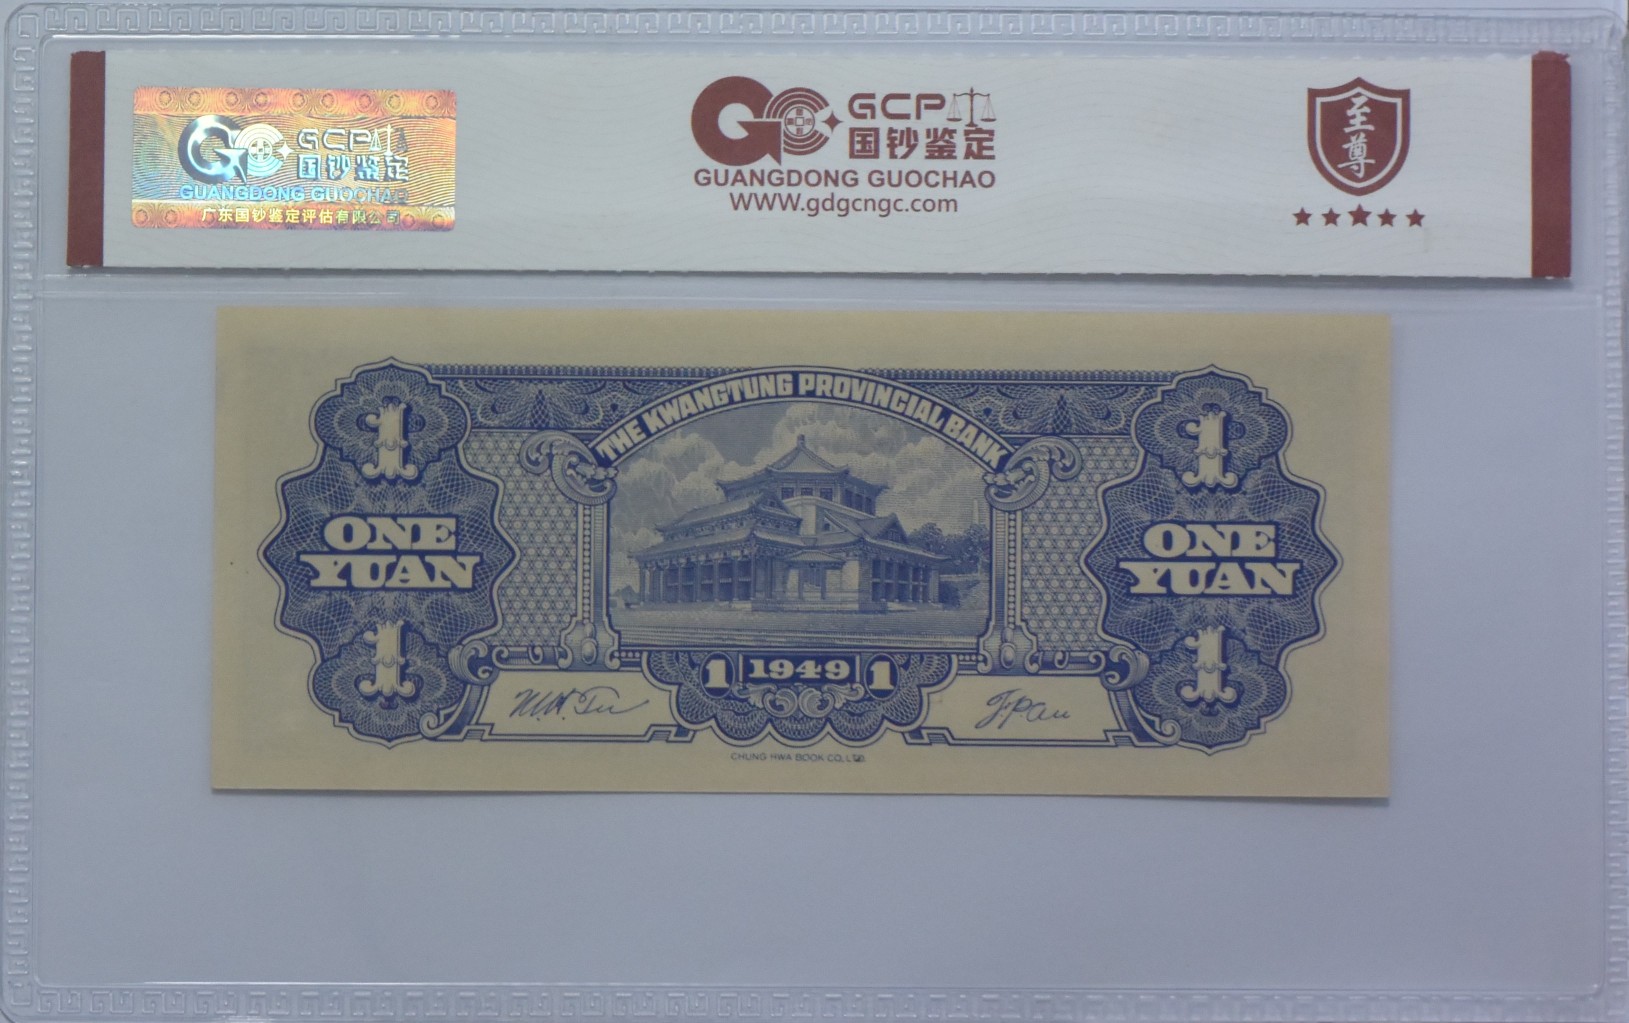 GCP
国钞鉴定
GUANGDONG GUOCHAO
广东国钞鉴定评估有限公司
GCP
国钞鉴定
GUANGDONG GUOCHAO
WWW.gdgcngc.com
至尊
THE KWANGTUNG PROVINCIAL BANK
1
1
ONE
YUAN
ONE
YUAN
1
1
1 1949 1
CHUNG HWA BOOK CO., LTD.